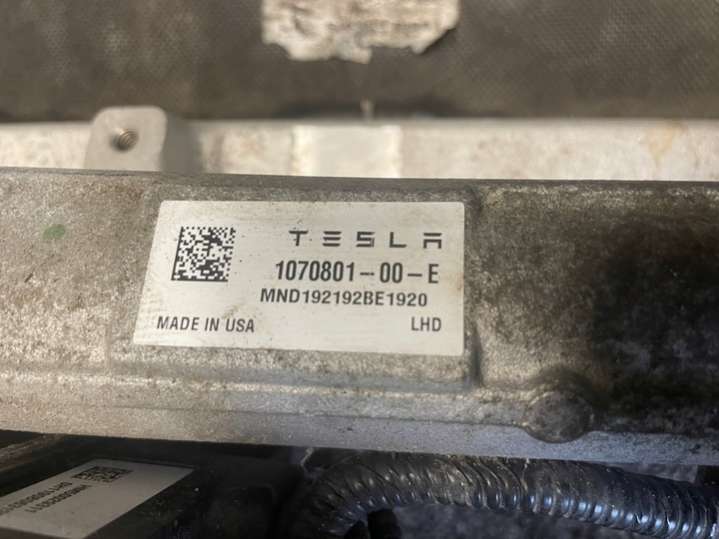 TESLA
1070801-00-E
MND192192BE1920
MADE IN USA LHD